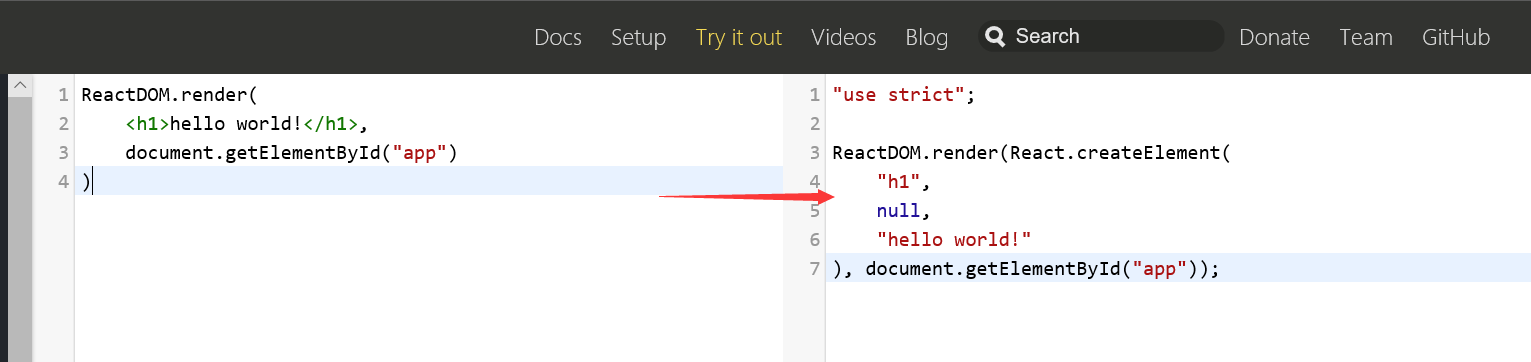 Docs Setup Try it out Videos Blog Search Donate Team GitHub
1 ReactDOM.render(
2     <h1>hello world!</h1>,
3     document.getElementById("app")
4 )
1 "use strict";
2
3 ReactDOM.render(React.createElement(
4     "h1",
5     null,
6     "hello world!"
7 ), document.getElementById("app"));